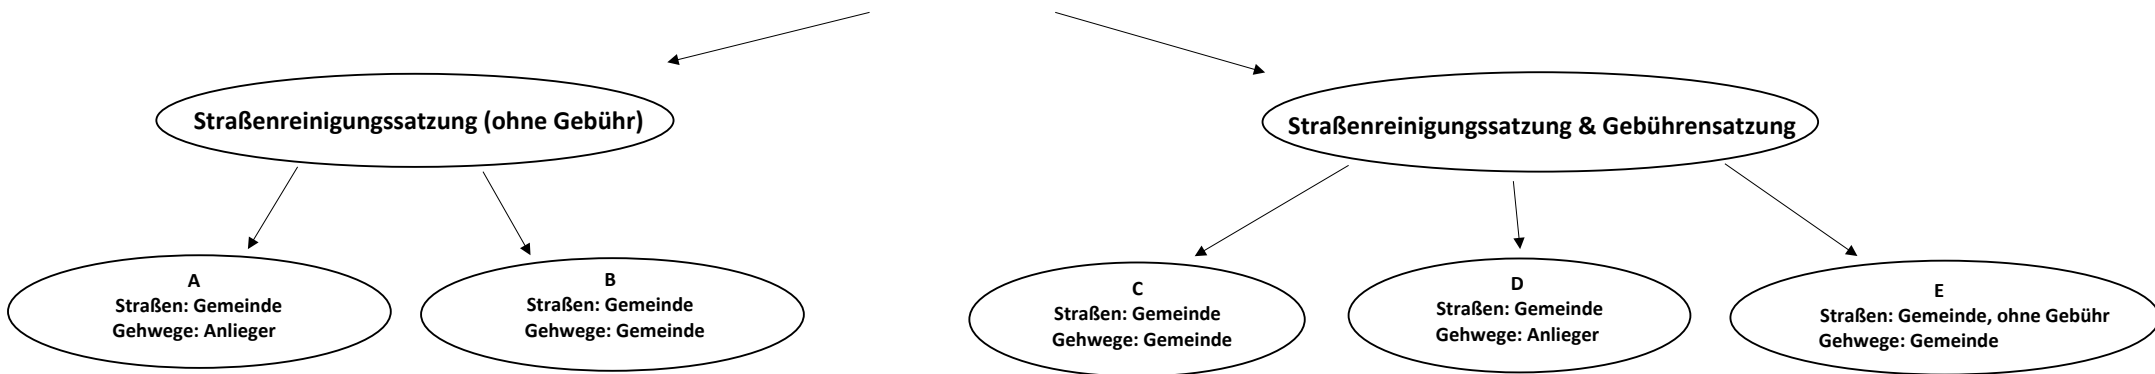 Straßenreinigungssatzung (ohne Gebühr)
Straßenreinigungssatzung & Gebührensatzung
A
Straßen: Gemeinde
Gehwege: Anlieger
B
Straßen: Gemeinde
Gehwege: Gemeinde
C
Straßen: Gemeinde
Gehwege: Gemeinde
D
Straßen: Gemeinde
Gehwege: Anlieger
E
Straßen: Gemeinde, ohne Gebühr
Gehwege: Gemeinde